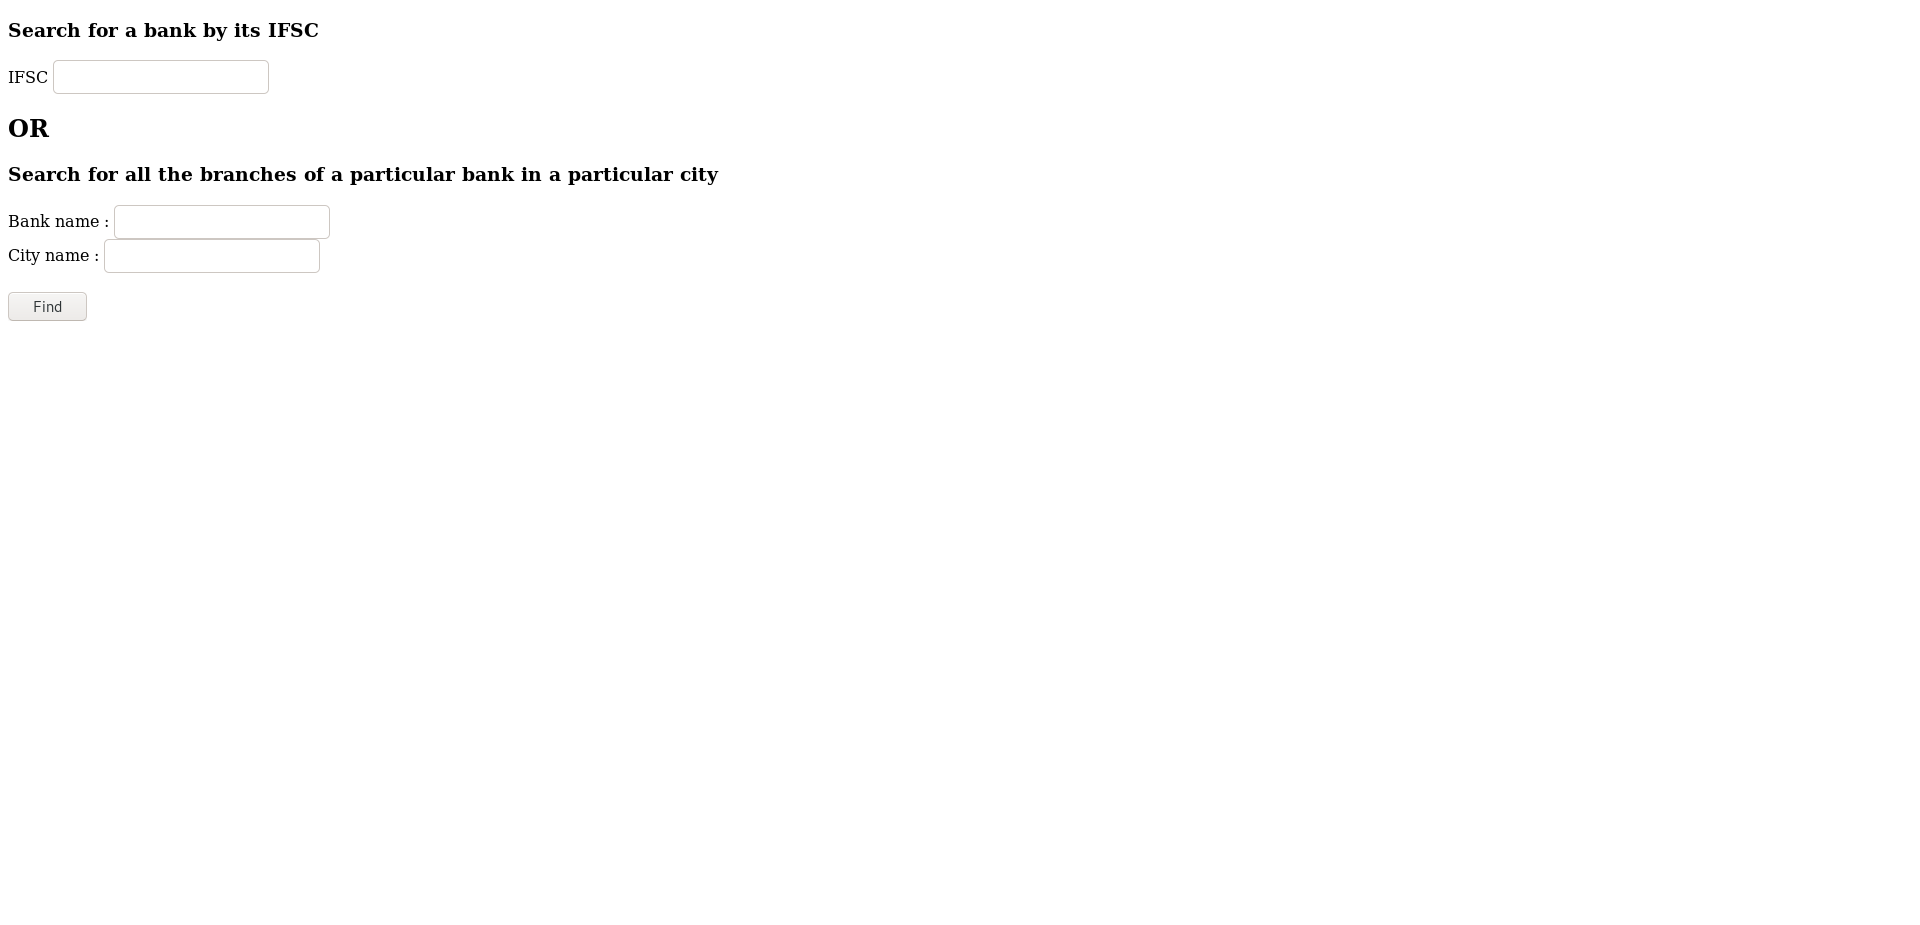 Search for a bank by its IFSC
IFSC
OR
Search for all the branches of a particular bank in a particular city
Bank name :
City name :
Find